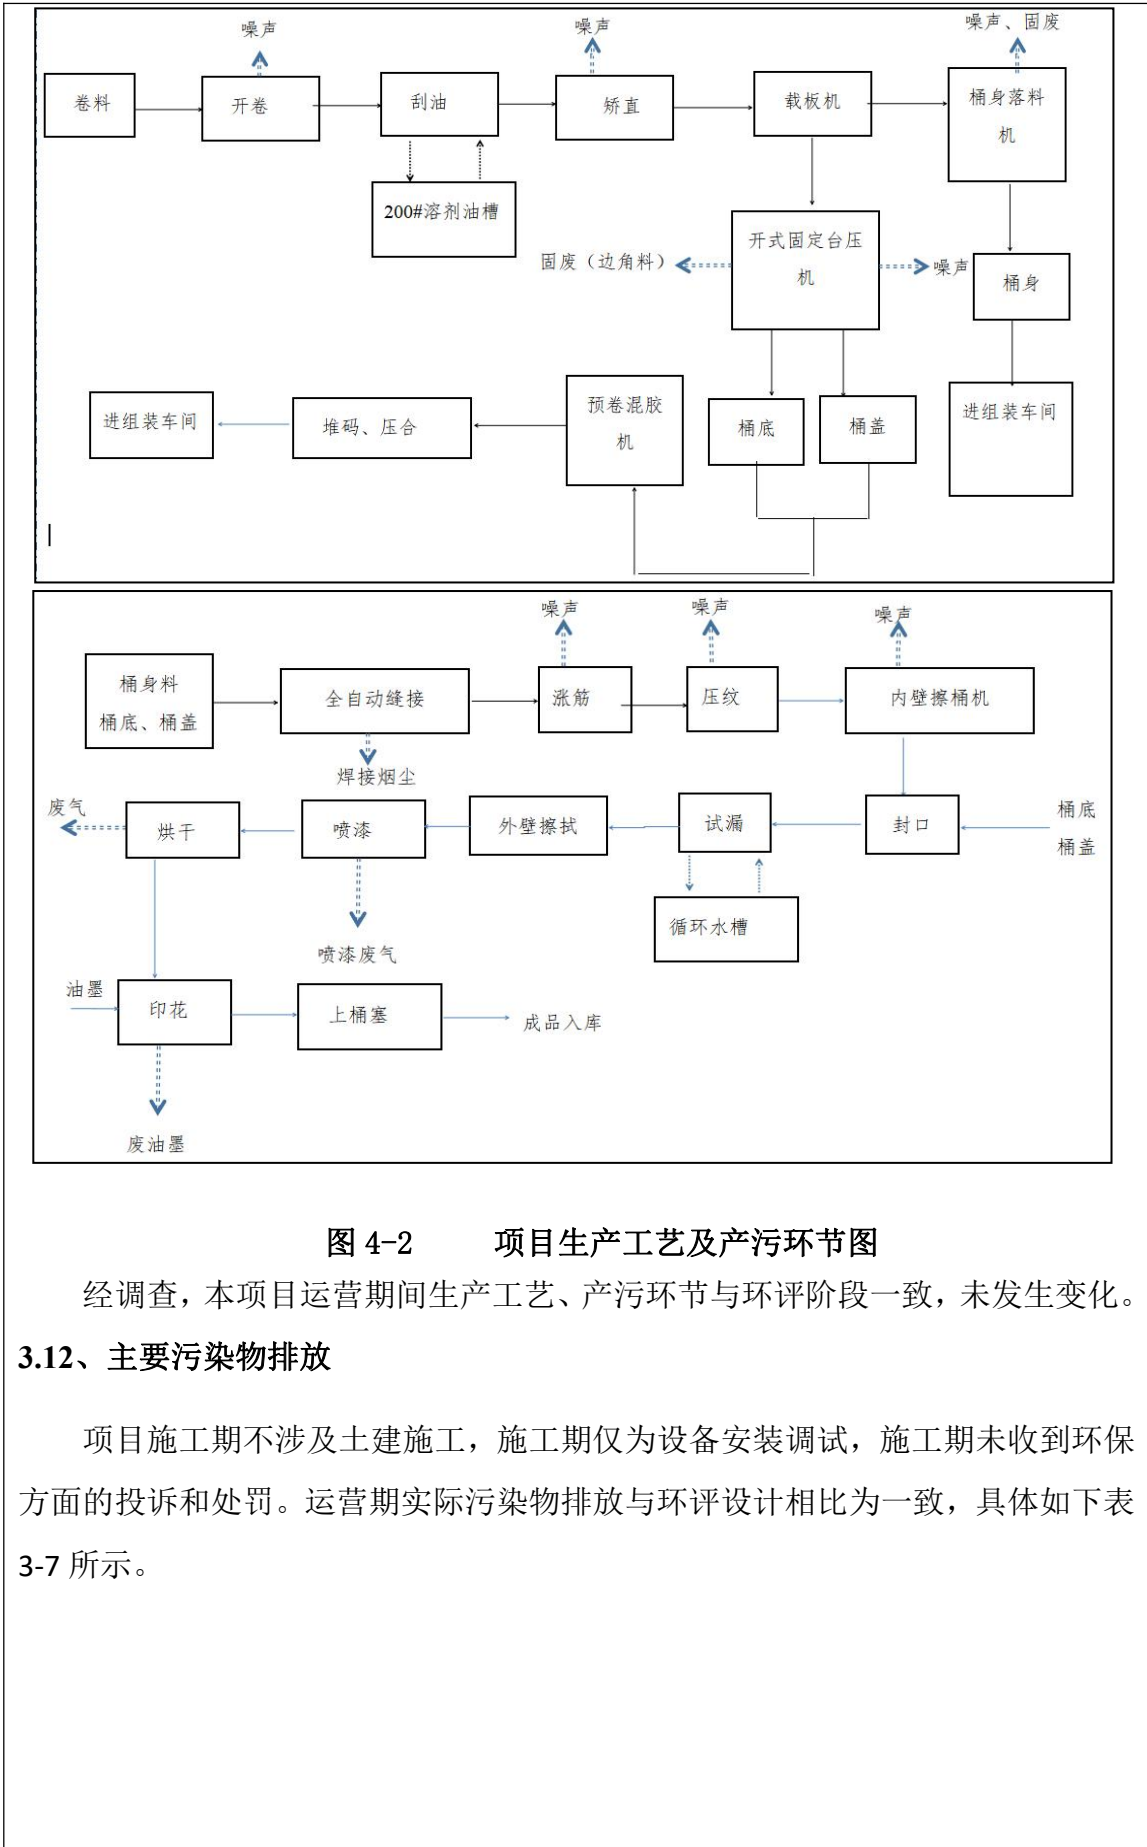 噪声
噪声
噪声、固废
卷料
开卷
刮油
矫直
载板机
桶身落料
机
200#溶剂油槽
开式固定台压
机
固废（边角料）
噪声
桶身
进组装车间
堆码、压合
预卷混胶
机
桶底
桶盖
进组装车间
噪声
噪声
噪声
桶身料
桶底、桶盖
全自动缝接
涨筋
压纹
内壁擦桶机
焊接烟尘
废气
烘干
喷漆
外壁擦拭
试漏
封口
桶底
桶盖
循环水槽
喷漆废气
油墨
印花
上桶塞
成品入库
废油墨
图 4-2 项目生产工艺及产污环节图
经调查，本项目运营期间生产工艺、产污环节与环评阶段一致，未发生变化。
3.12、主要污染物排放
项目施工期不涉及土建施工，施工期仅为设备安装调试，施工期未收到环保
方面的投诉和处罚。运营期实际污染物排放与环评设计相比为一致，具体如下表
3-7 所示。